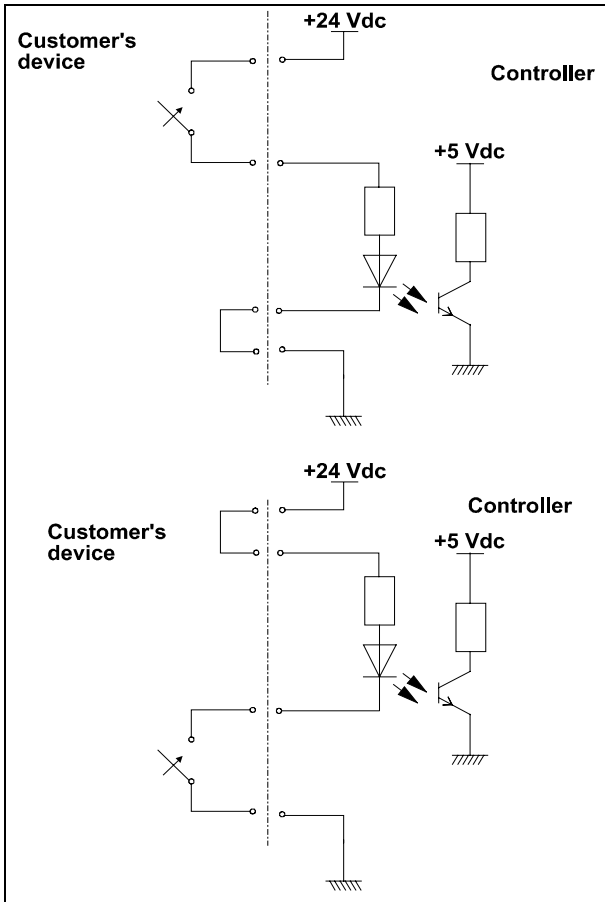 +24 Vdc
Customer's
device
Controller
+5 Vdc
+24 Vdc
Controller
Customer's
device
+5 Vdc